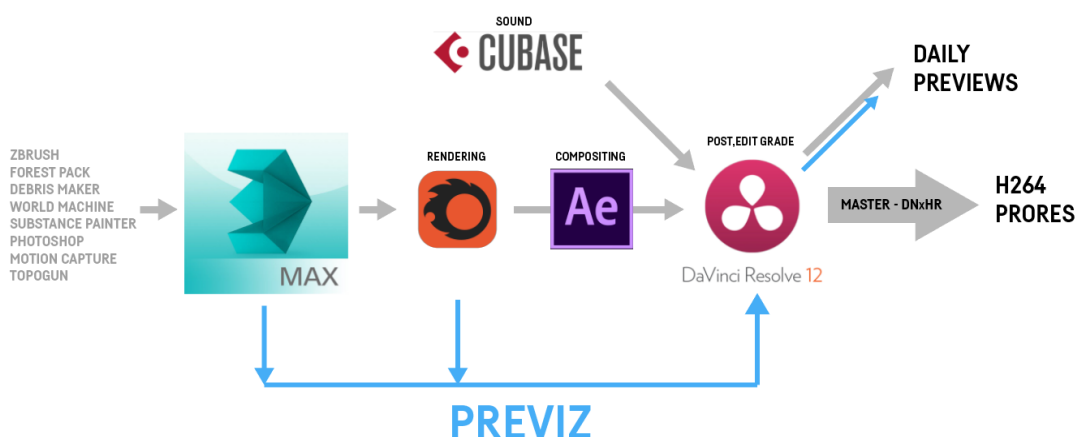 SOUND
CUBASE
DAILY
PREVIEWS
ZBRUSH
FOREST PACK
DEBRIS MAKER
WORLD MACHINE
SUBSTANCE PAINTER
PHOTOSHOP
MOTION CAPTURE
TOPOGUN
MAX
RENDERING
COMPOSITING
Ae
POST,EDIT GRADE
DaVinci Resolve 12
MASTER - DNxHR
H264
PRORES
PREVIZ